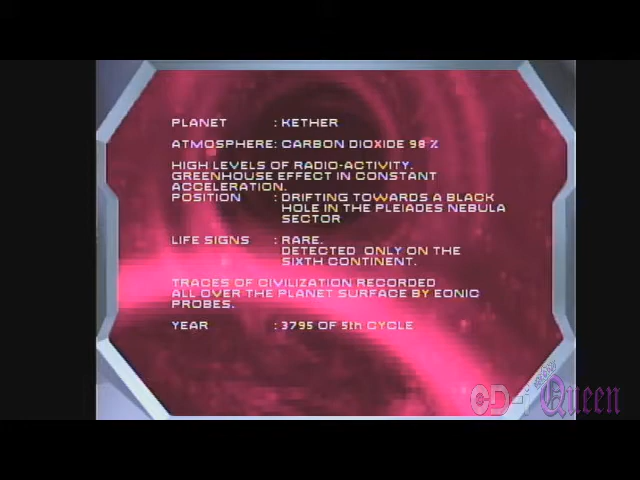 PLANET : KETHER
ATMOSPHERE: CARBON DIOXIDE 98 %
HIGH LEVELS OF RADIO-ACTIVITY.
GREENHOUSE EFFECT IN CONSTANT
ACCELERATION.
POSITION : DRIFTING TOWARDS A BLACK
HOLE IN THE PLEIADES NEBULA
SECTOR
LIFE SIGNS : RARE.
DETECTED ONLY ON THE
SIXTH CONTINENT.
TRACES OF CIVILIZATION RECORDED
ALL OVER THE PLANET SURFACE BY EONIC
PROBES.
YEAR : 3795 OF 5th CYCLE
CD-i Queen